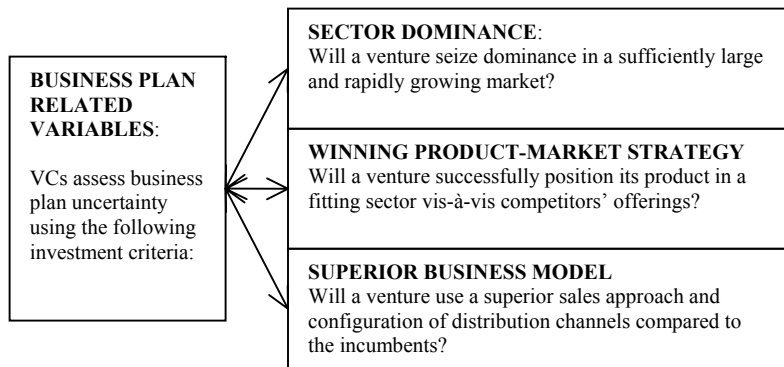 BUSINESS PLAN
RELATED
VARIABLES:
VCs assess business
plan uncertainty
using the following
investment criteria:
SECTOR DOMINANCE:
Will a venture seize dominance in a sufficiently large
and rapidly growing market?
WINNING PRODUCT-MARKET STRATEGY
Will a venture successfully position its product in a
fitting sector vis-à-vis competitors’ offerings?
SUPERIOR BUSINESS MODEL
Will a venture use a superior sales approach and
configuration of distribution channels compared to
the incumbents?